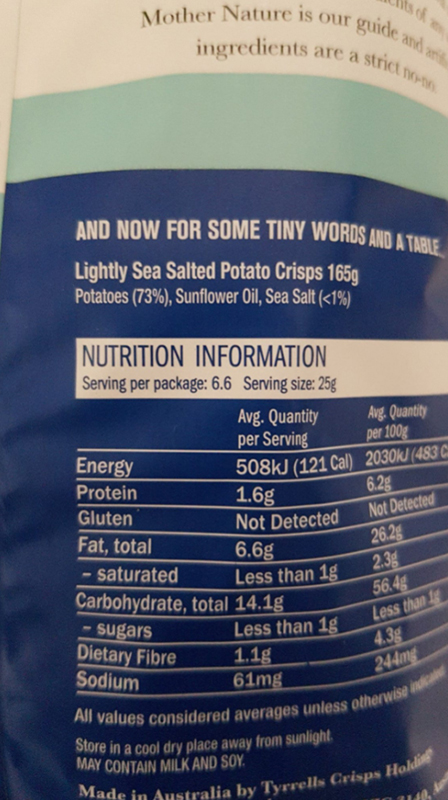 Mother Nature is our guide and
ingredients are a strict no-no.
AND NOW FOR SOME TINY WORDS AND A TABLE...
Lightly Sea Salted Potato Crisps 165g
Potatoes (73%), Sunflower Oil, Sea Salt (<1%)
NUTRITION INFORMATION
Serving per package: 6.6 Serving size: 25g
Avg. Quantity per Serving Avg. Quantity per 100g
Energy 508kJ (121 Cal) 2030kJ (483 C
Protein 1.6g 6.2g
Gluten Not Detected Not Detected
Fat, total 6.6g 26.2g
– saturated Less than 1g 2.3g
Carbohydrate, total 14.1g 56.4g
– sugars Less than 1g Less than 1g
Dietary Fibre 1.1g 4.3g
Sodium 61mg 244mg
All values considered averages unless otherwise indicated
Store in a cool dry place away from sunlight.
MAY CONTAIN MILK AND SOY.
Made in Australia by Tyrrells Crisps Holding